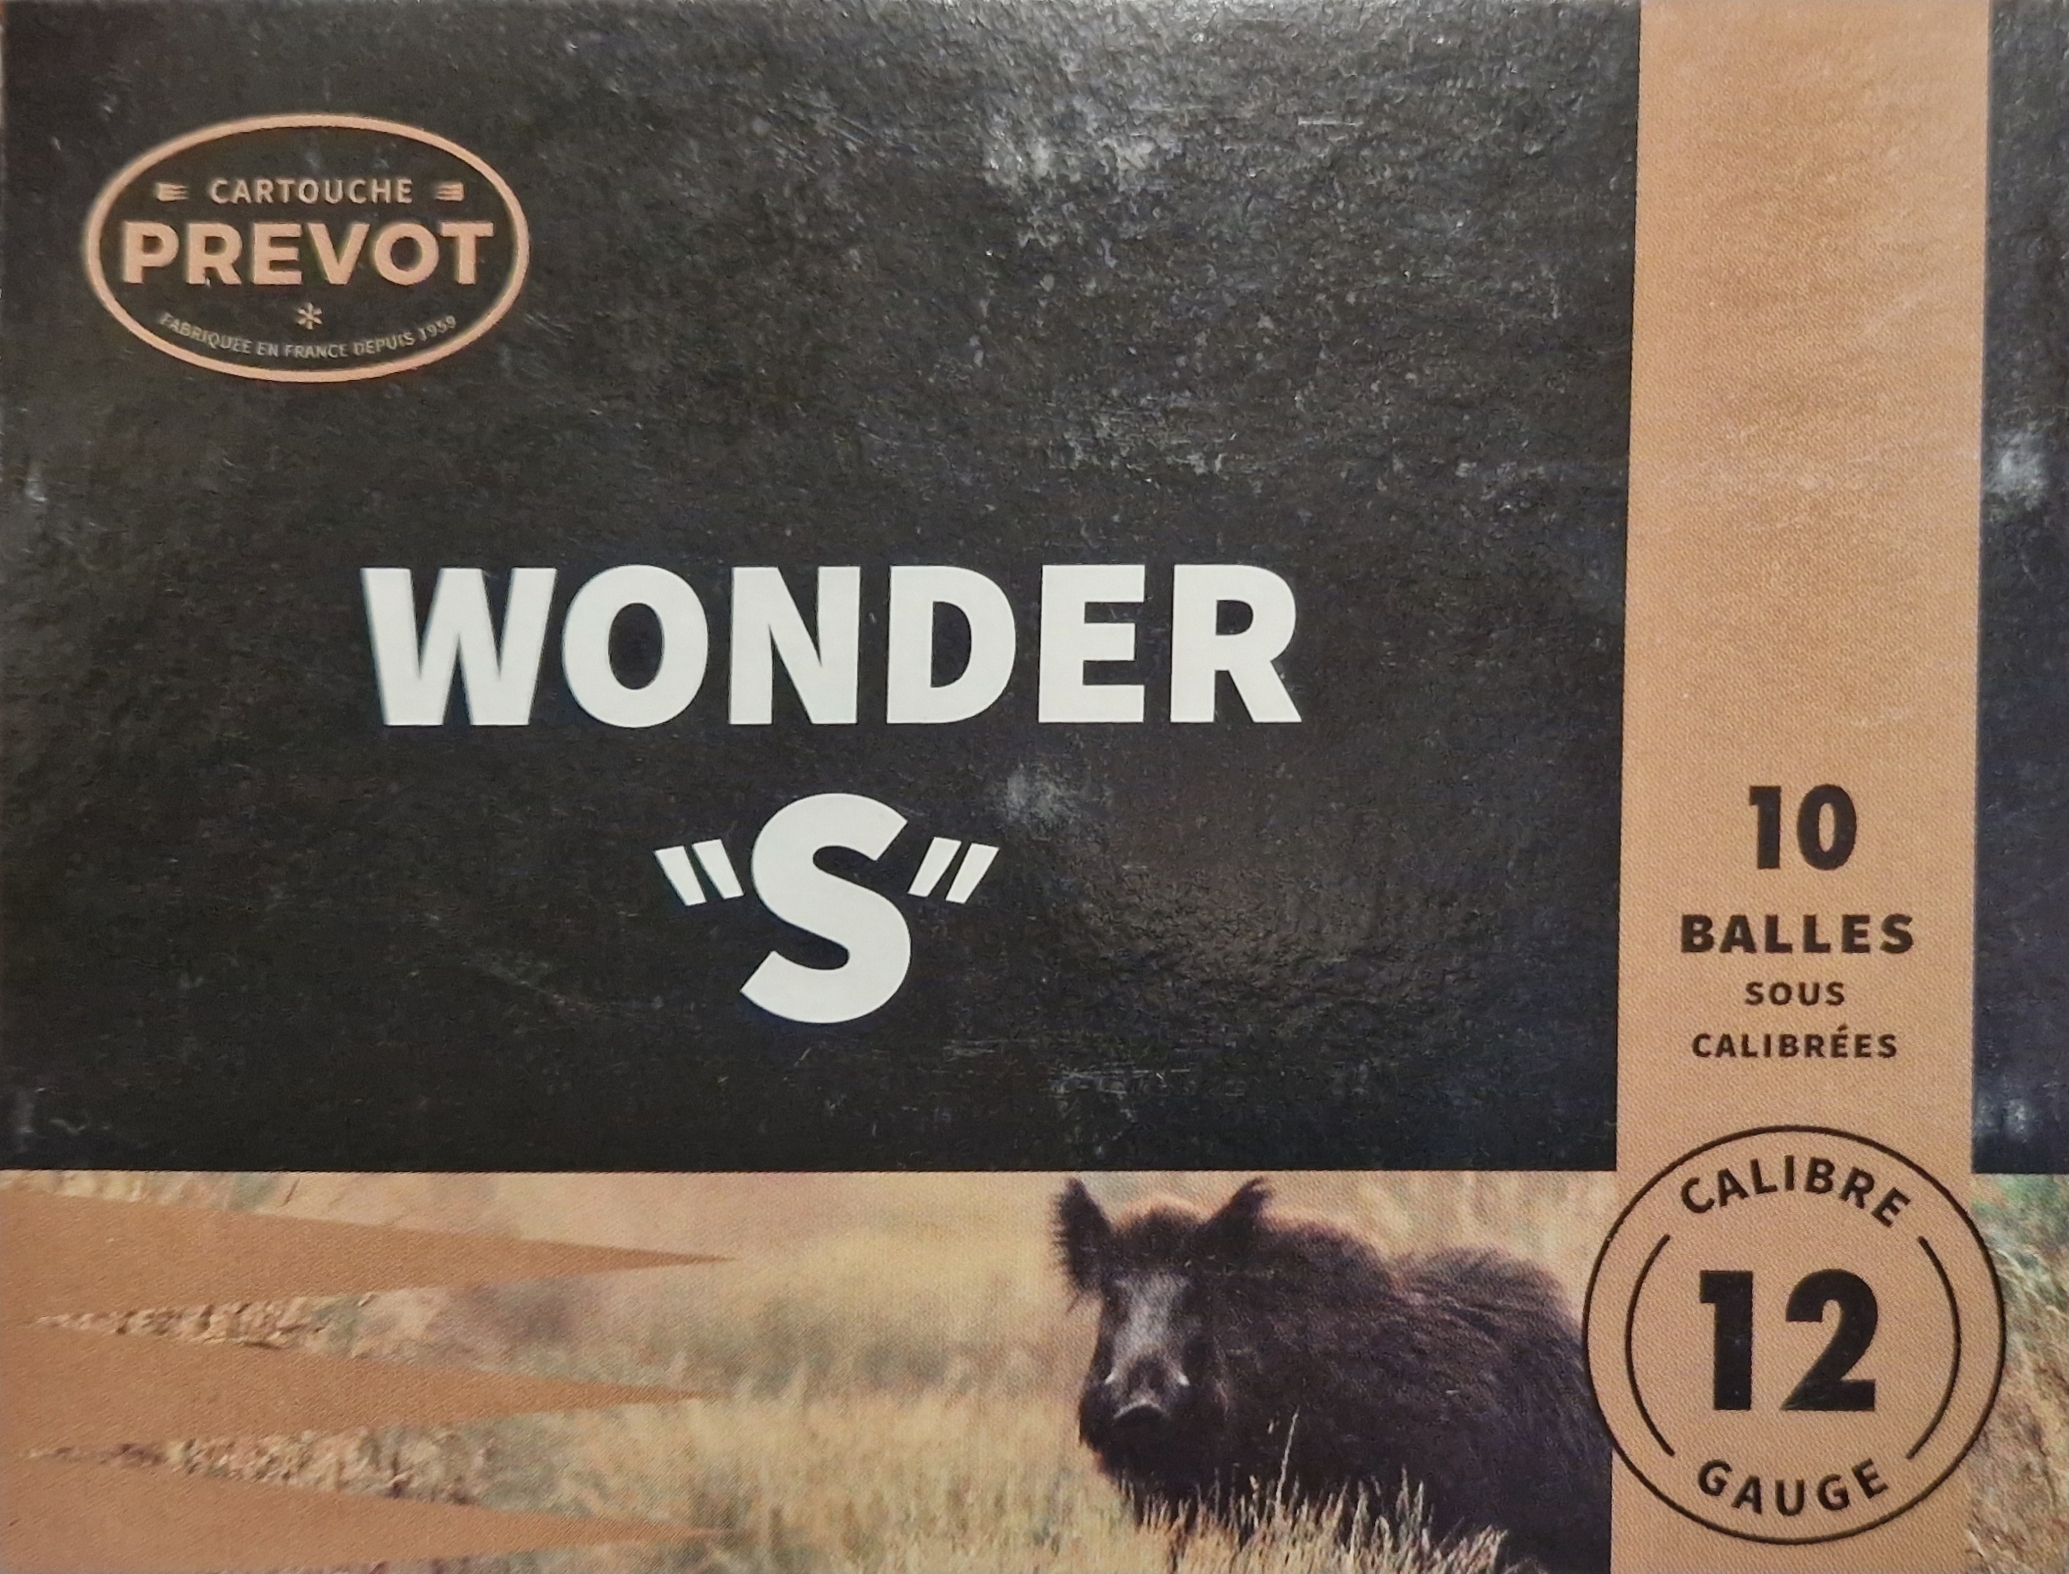 CARTOUCHE
PREVOT
FABRIQUÉE EN FRANCE DEPUIS 1959
WONDER
“S”
10
BALLES
SOUS
CALIBRÉES
CALIBRE
12
GAUGE